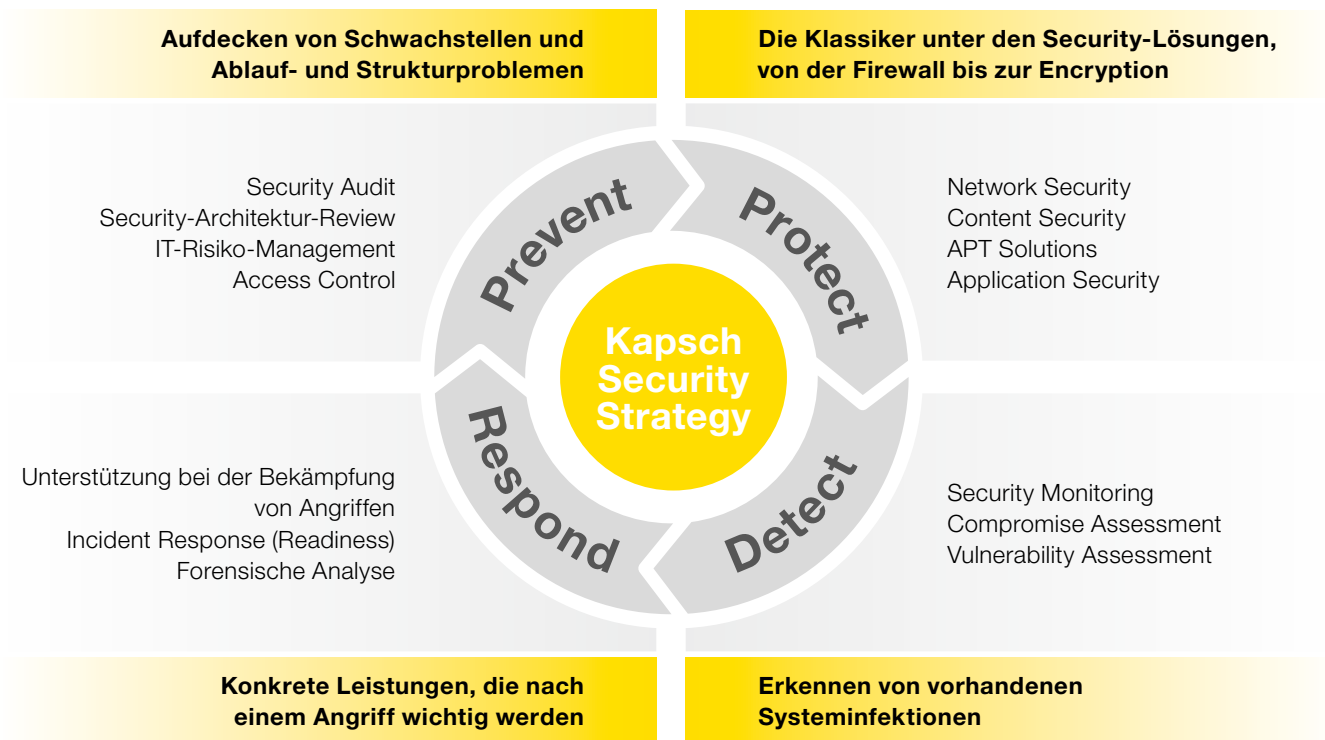 Aufdecken von Schwachstellen und
Ablauf- und Strukturproblemen
Die Klassiker unter den Security-Lösungen,
von der Firewall bis zur Encryption
Security Audit
Security-Architektur-Review
IT-Risiko-Management
Access Control
Prevent
Protect
Network Security
Content Security
APT Solutions
Application Security
Kapsch
Security
Strategy
Unterstützung bei der Bekämpfung
von Angriffen
Incident Response (Readiness)
Forensische Analyse
Respond
Detect
Security Monitoring
Compromise Assessment
Vulnerability Assessment
Konkrete Leistungen, die nach
einem Angriff wichtig werden
Erkennen von vorhandenen
Systeminfektionen